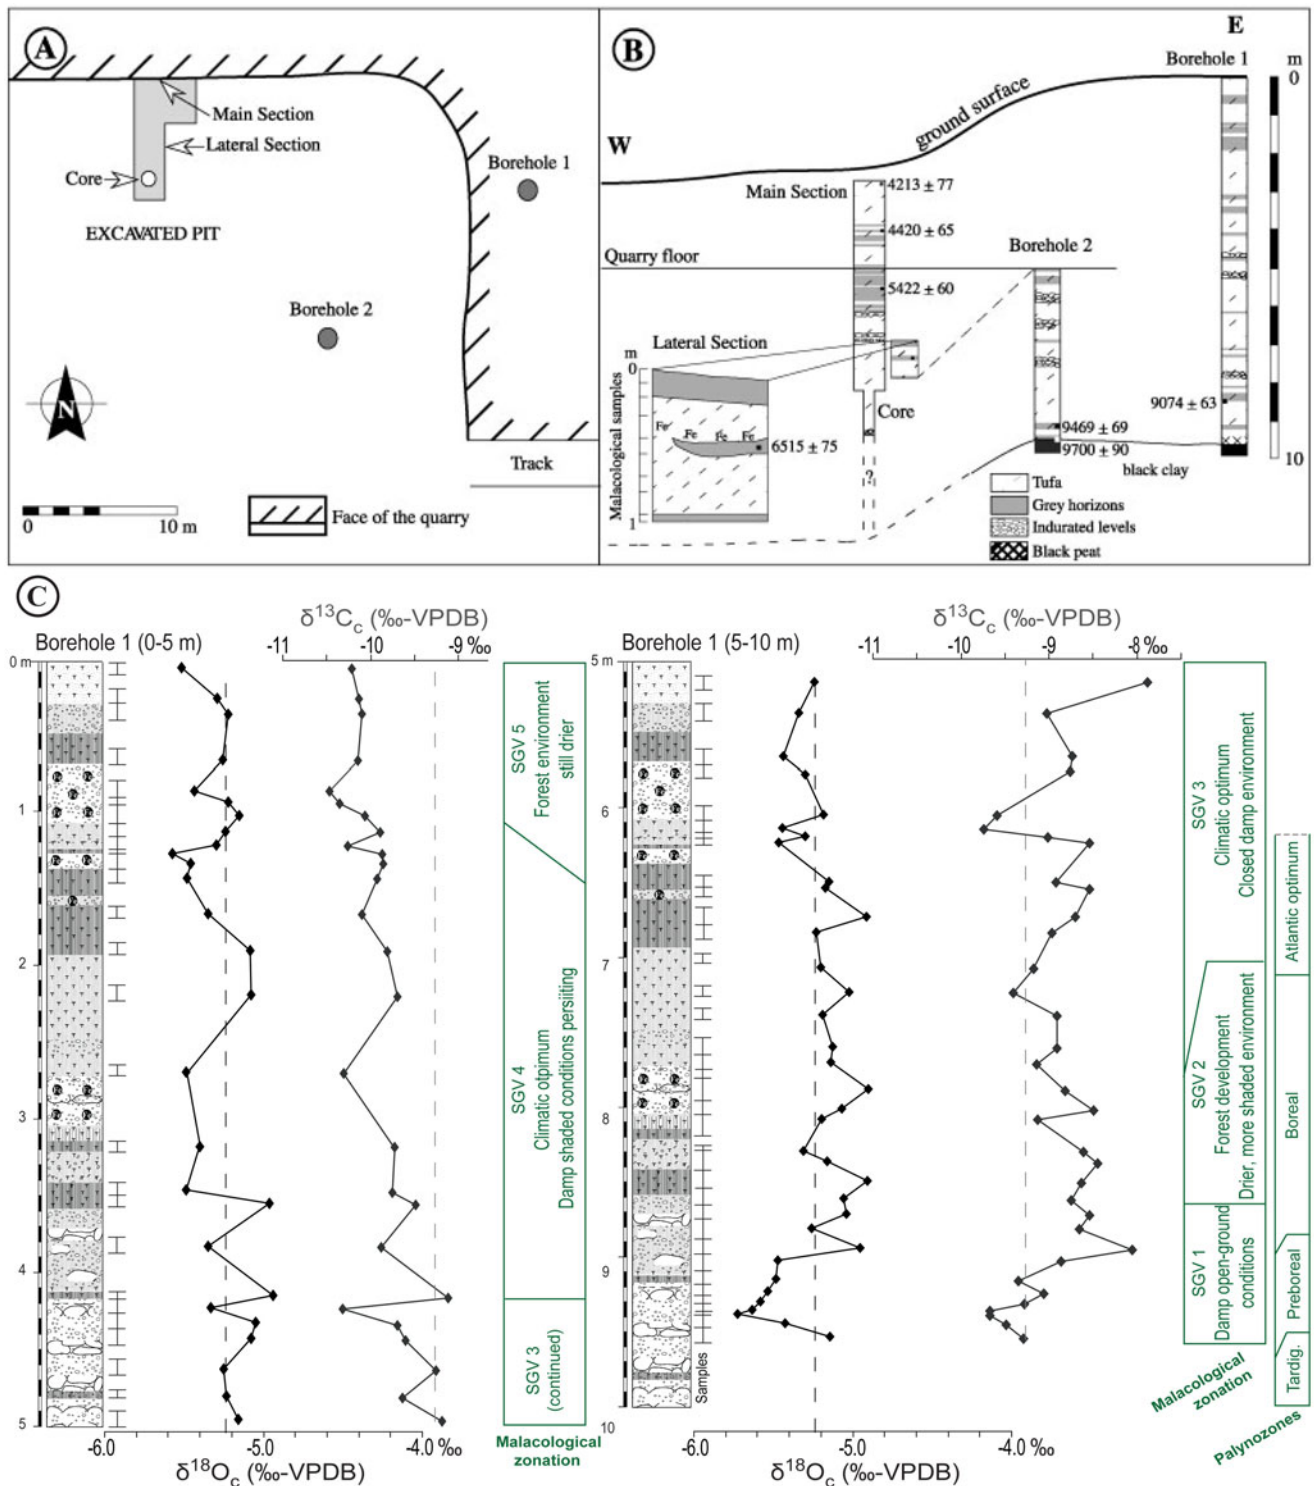 A
Main Section
Lateral Section
Core
EXCAVATED PIT
Borehole 1
Borehole 2
N
Track
0 10 m
Face of the quarry
B
E
Borehole 1
m
0
ground surface
W
Main Section
4213 ± 77
4420 ± 65
Borehole 2
Quarry floor
5422 ± 60
Lateral Section
m
0
Malacological samples
Core
9074 ± 63
Fe Fe Fe Fe
6515 ± 75
9469 ± 69
9700 ± 90
10
black clay
?
1
Tufa
Grey horizons
Indurated levels
Black peat
C
δ13Cc (‰-VPDB)
Borehole 1 (0-5 m)
-11 -10 -9 ‰
0 m
1
2
3
4
5
SGV 5
Forest environment
still drier
SGV 4
Climatic otpimum
Damp shaded conditions persiiting
SGV 3
(continued)
Malacological
zonation
-6.0 -5.0 -4.0 ‰
δ18Oc (‰-VPDB)
δ13Cc (‰-VPDB)
Borehole 1 (5-10 m)
-11 -10 -9 -8 ‰
5 m
6
7
8
9
10
Samples
SGV 3
Climatic optimum
Closed damp environment
SGV 2
Forest development
Drier, more shaded environment
SGV 1
Damp open-ground
conditions
Atlantic optimum
Boreal
Preboreal
Tardig.
Malacological
zonation
Palynozones
-6.0 -5.0 -4.0 ‰
δ18Oc (‰-VPDB)